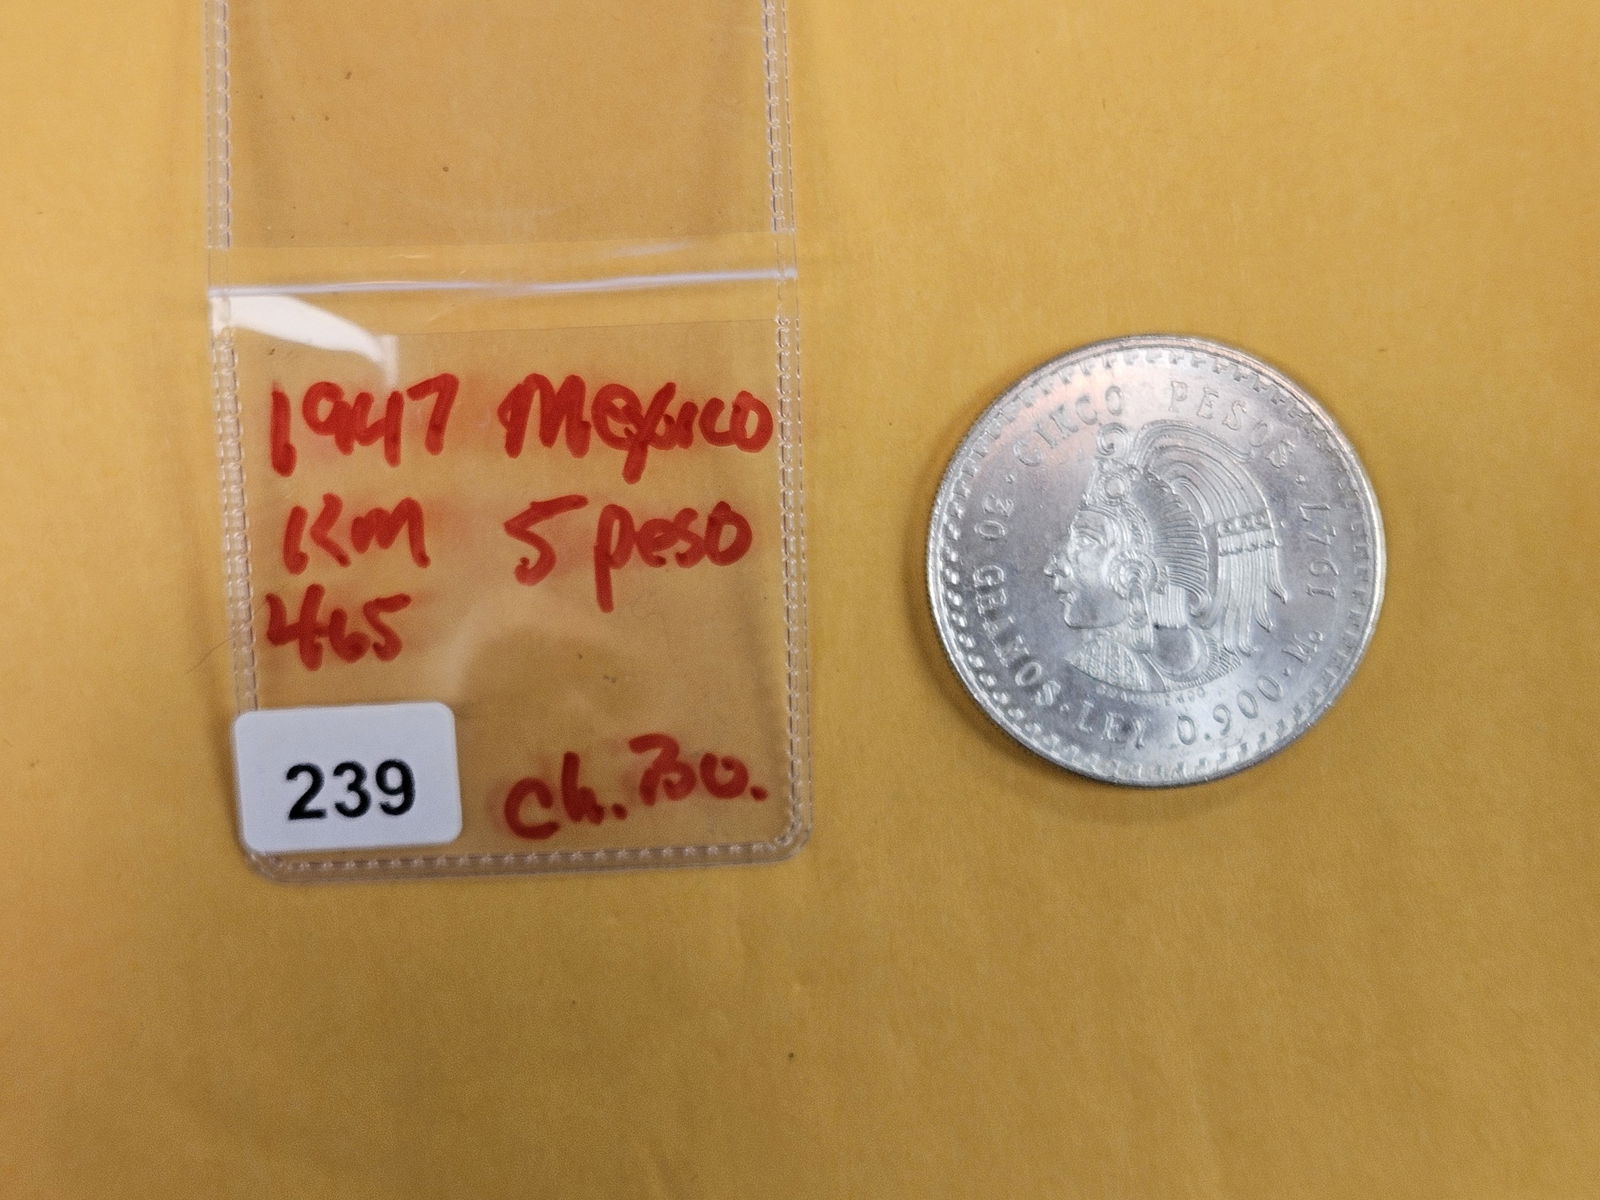 1947 Mexico
KM 5 peso
465
239
Ch. BU.
CINCO PESOS · 1947
30 GRAMOS · LEY 0.900 · Mo